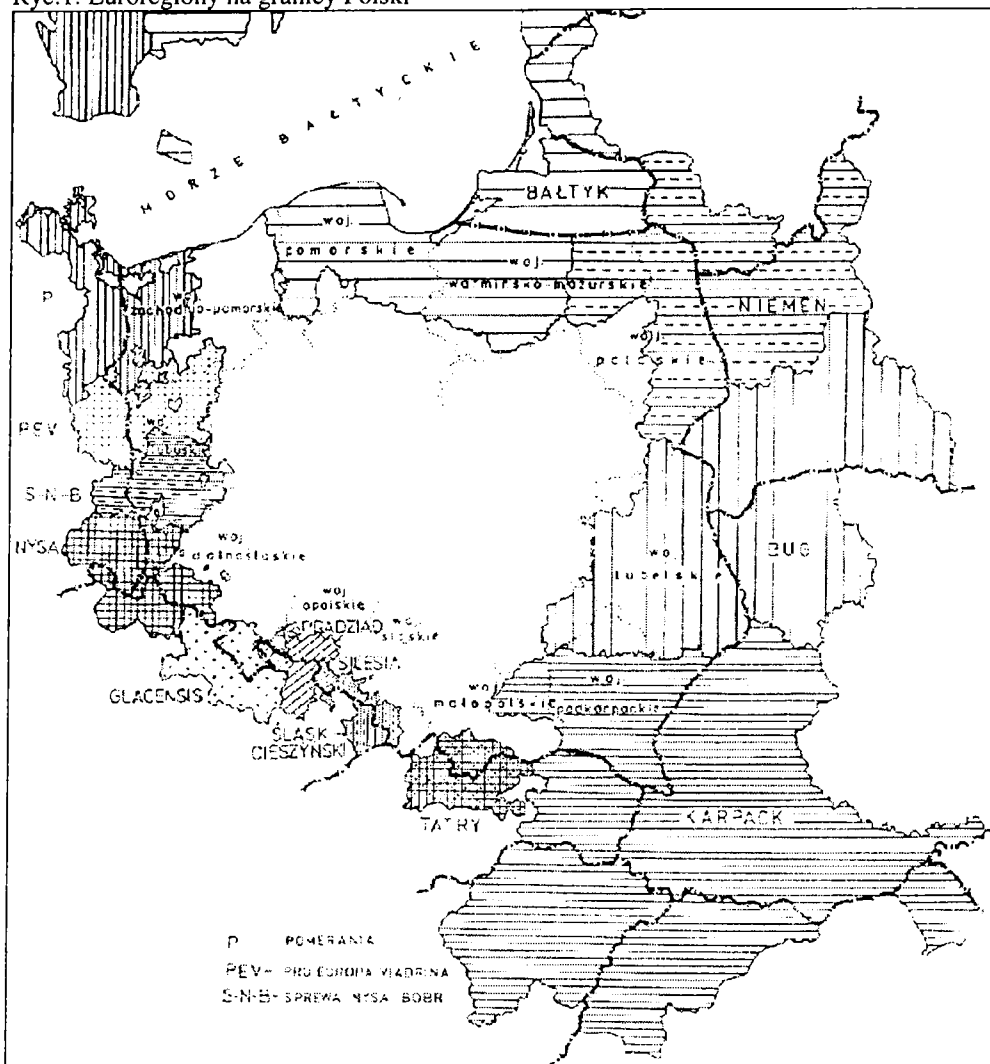 Ryc.1. Euroregiony na granicy Polski
MORZE BAŁTYCKIE
BAŁTYK
woj.
pomorskie
woj.
warmińsko-mazurskie
P
woj.
zachodnio-pomorskie
NIEMEN
woj.
podlaskie
PEV
woj.
lubuskie
S-N-B
NYSA
woj.
dolnośląskie
BUG
woj.
lubelskie
woj.
opolskie
PRADZIAD
woj.
śląskie
SILESIA
GLACENSIS
woj.
małopolskie
woj.
podkarpackie
ŚLĄSK -
CIESZYŃSKI
TATRY
KARPACK
P POMERANIA
PEV- PRO EUROPA VIADRINA
S-N-B- SPREWA NYSA BOBR